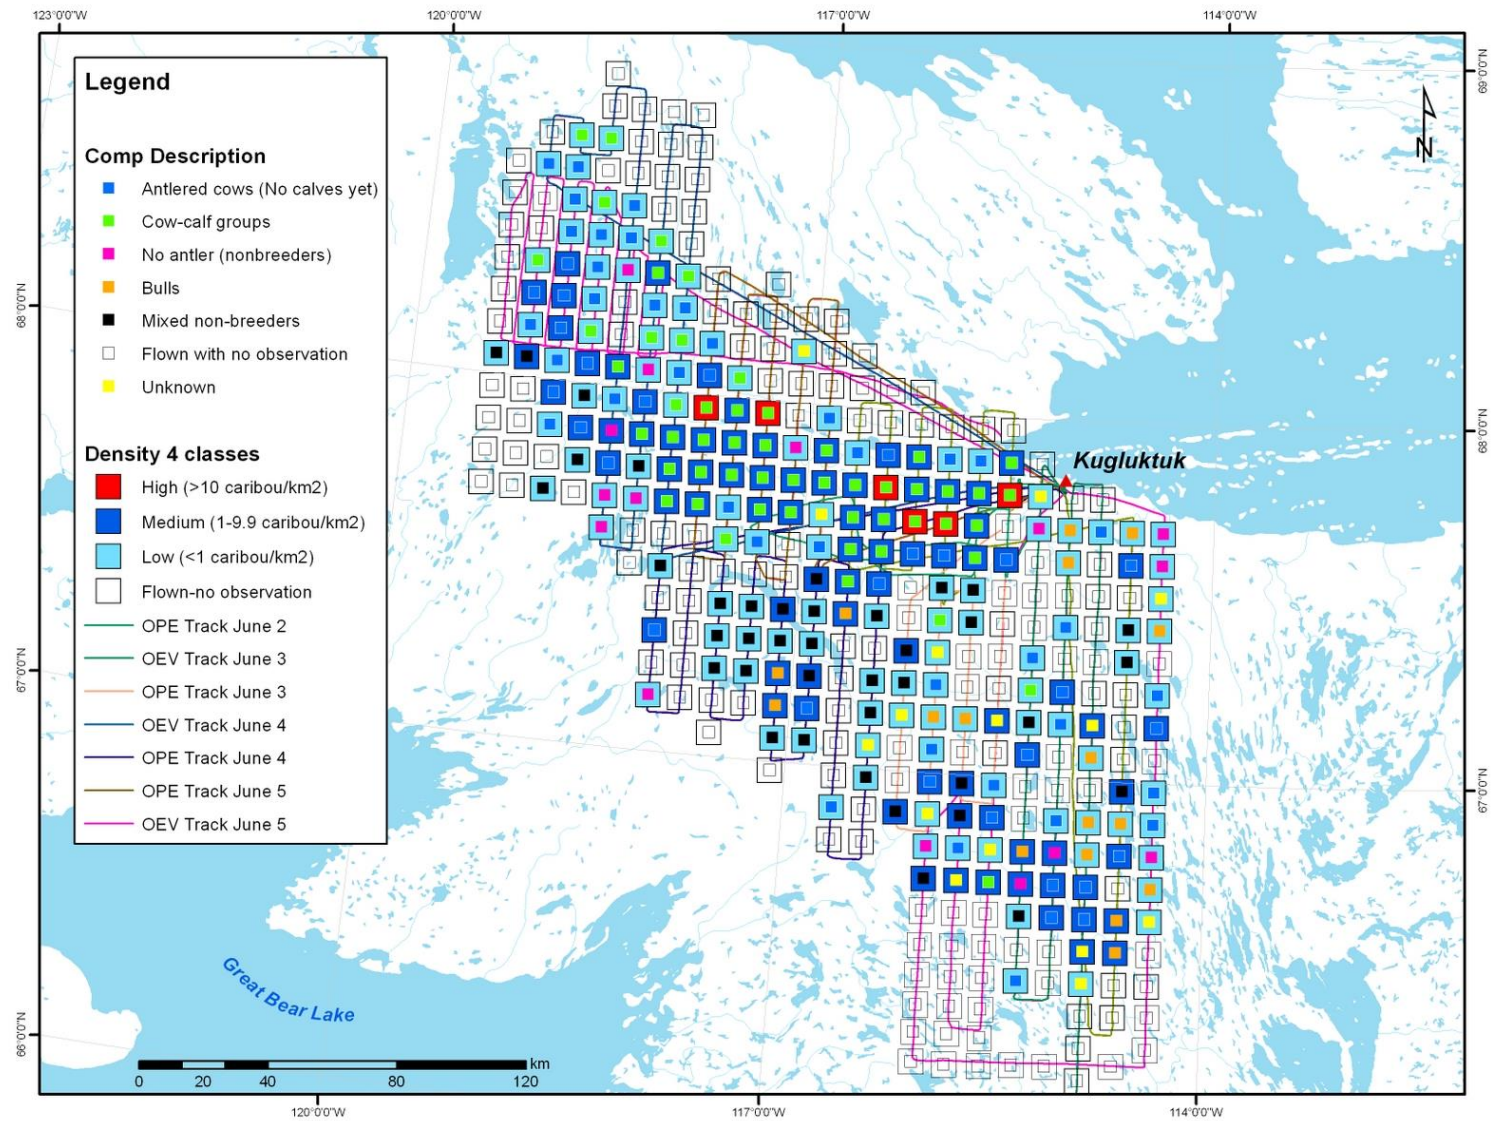 123°0'0"W
120°0'0"W
117°0'0"W
114°0'0"W
69°0'0"N
N
Legend
Comp Description
Antlered cows (No calves yet)
Cow-calf groups
No antler (nonbreeders)
Bulls
Mixed non-breeders
Flown with no observation
Unknown
Density 4 classes
High (>10 caribou/km2)
Medium (1-9.9 caribou/km2)
Low (<1 caribou/km2)
Flown-no observation
OPE Track June 2
OEV Track June 3
OPE Track June 3
OEV Track June 4
OPE Track June 4
OPE Track June 5
OEV Track June 5
68°0'0"N
68°0'0"N
Kugluktuk
67°0'0"N
67°0'0"N
Great Bear Lake
66°0'0"N
km
0 20 40 80 120
120°0'0"W
117°0'0"W
114°0'0"W